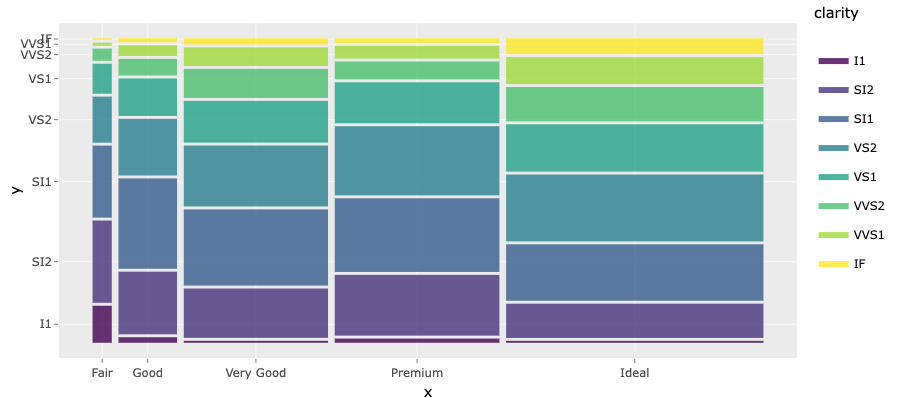 clarity
I1
SI2
SI1
VS2
VS1
VVS2
VVS1
IF
IF
VVS1
VVS2
VS1
VS2
SI1
SI2
I1
y
Fair Good Very Good Premium Ideal
x